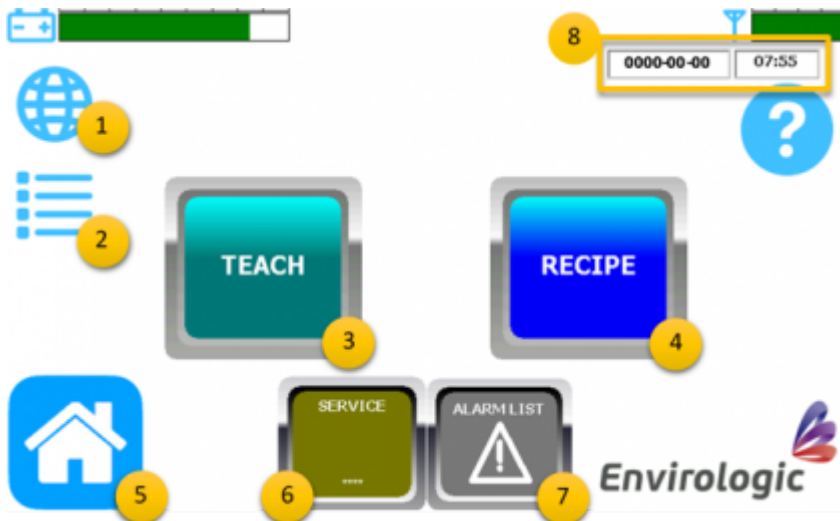 8
0000-00-00 07:55
1
?
2
TEACH RECIPE
3 4
SERVICE ALARM LIST
****
Envirologic
5 6 7